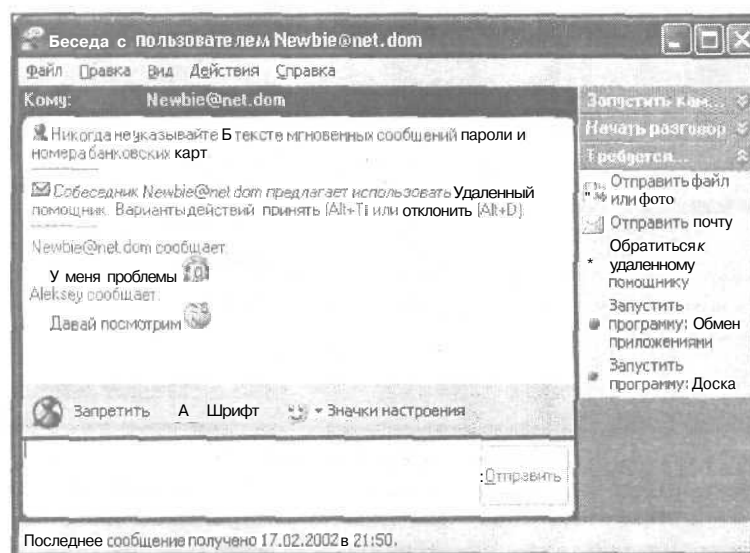 Беседа с пользователем Newbie@net.dom
Файл Правка Вид Действия Справка
Кому: Newbie@net.dom
Никогда не указывайте Б тексте мгновенных сообщений пароли и
номера банковских карт
Собеседник Newbie@net dom предлагает использовать Удаленный
помощник. Варианты действий принять (Alt+T) или отклонить (Alt+D).
Newbie@net.dom сообщает:
У меня проблемы
Aleksey сообщает:
Давай посмотрим
Запретить А Шрифт Значки настроения
Отправить
Последнее сообщение получено 17.02.2002 в 21:50.
Запустить кам...
Начать разговор
Требуется...
Отправить файл
или фото
Отправить почту
Обратиться к
удаленному
помощнику
Запустить
программу: Обмен
приложениями
Запустить
программу: Доска